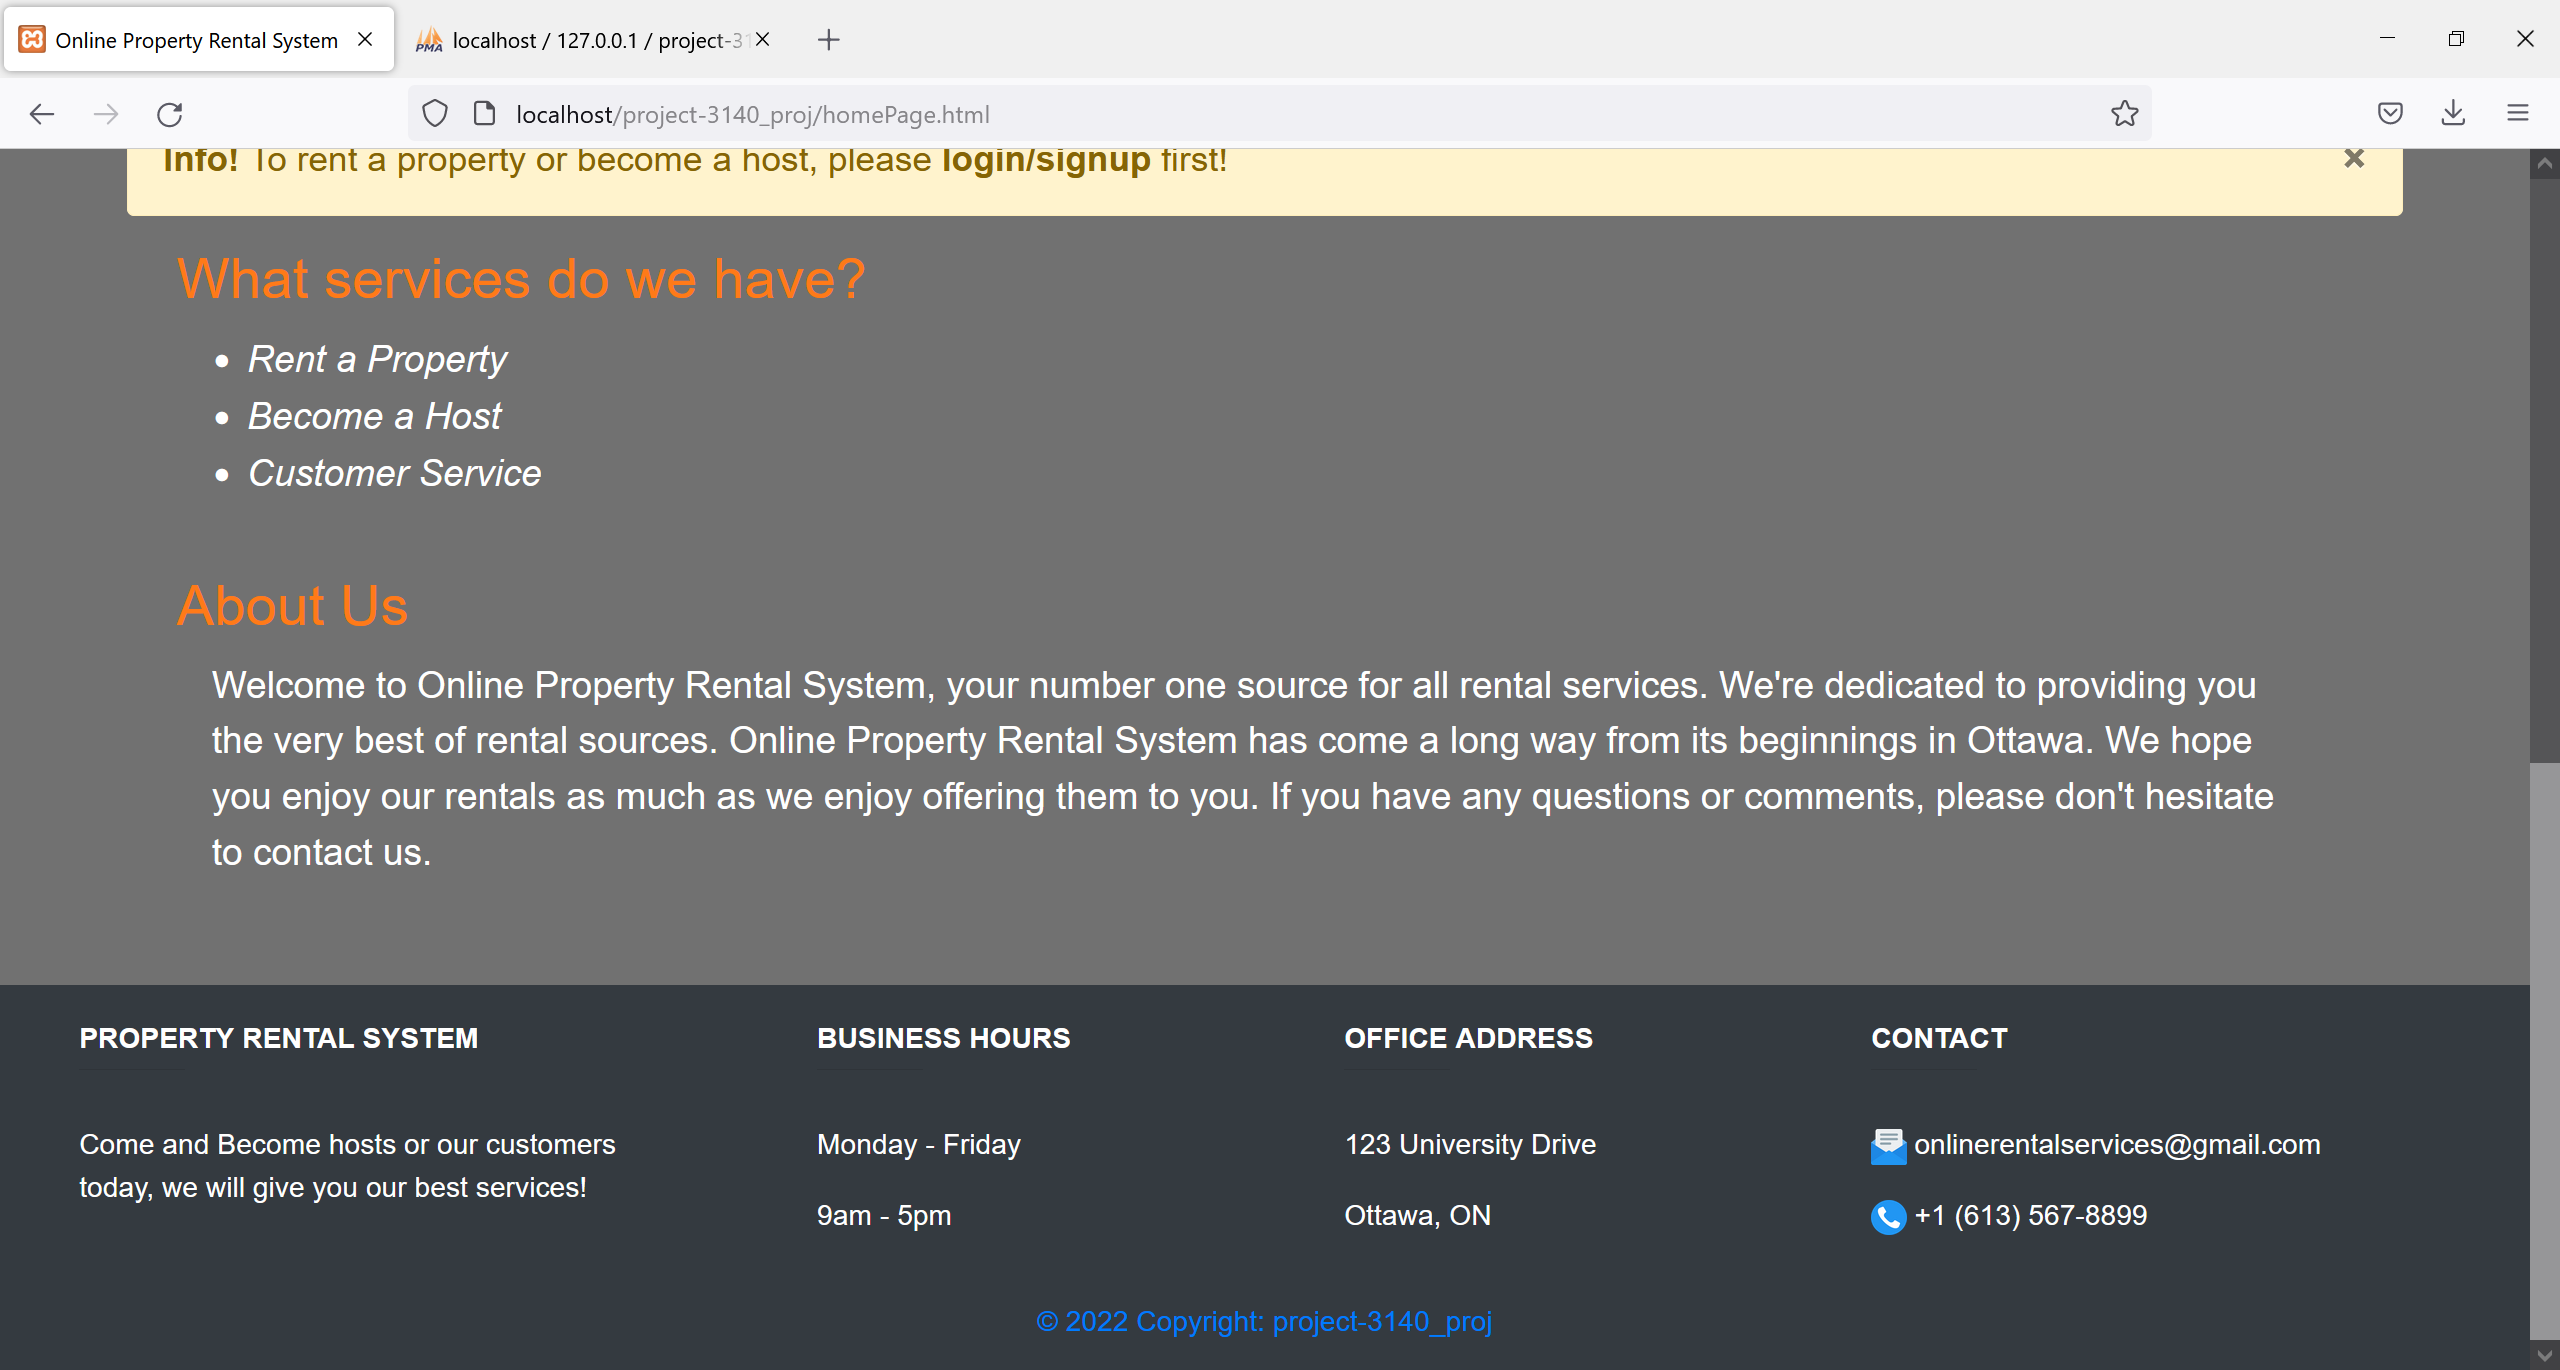 Online Property Rental System
PMA
localhost / 127.0.0.1 / project-31
localhost/project-3140_proj/homePage.html
Info! To rent a property or become a host, please login/signup first!
What services do we have?
Rent a Property
Become a Host
Customer Service
About Us
Welcome to Online Property Rental System, your number one source for all rental services. We're dedicated to providing you
the very best of rental sources. Online Property Rental System has come a long way from its beginnings in Ottawa. We hope
you enjoy our rentals as much as we enjoy offering them to you. If you have any questions or comments, please don't hesitate
to contact us.
PROPERTY RENTAL SYSTEM
Come and Become hosts or our customers
today, we will give you our best services!
BUSINESS HOURS
Monday - Friday
9am - 5pm
OFFICE ADDRESS
123 University Drive
Ottawa, ON
CONTACT
onlinerentalservices@gmail.com
+1 (613) 567-8899
© 2022 Copyright: project-3140_proj